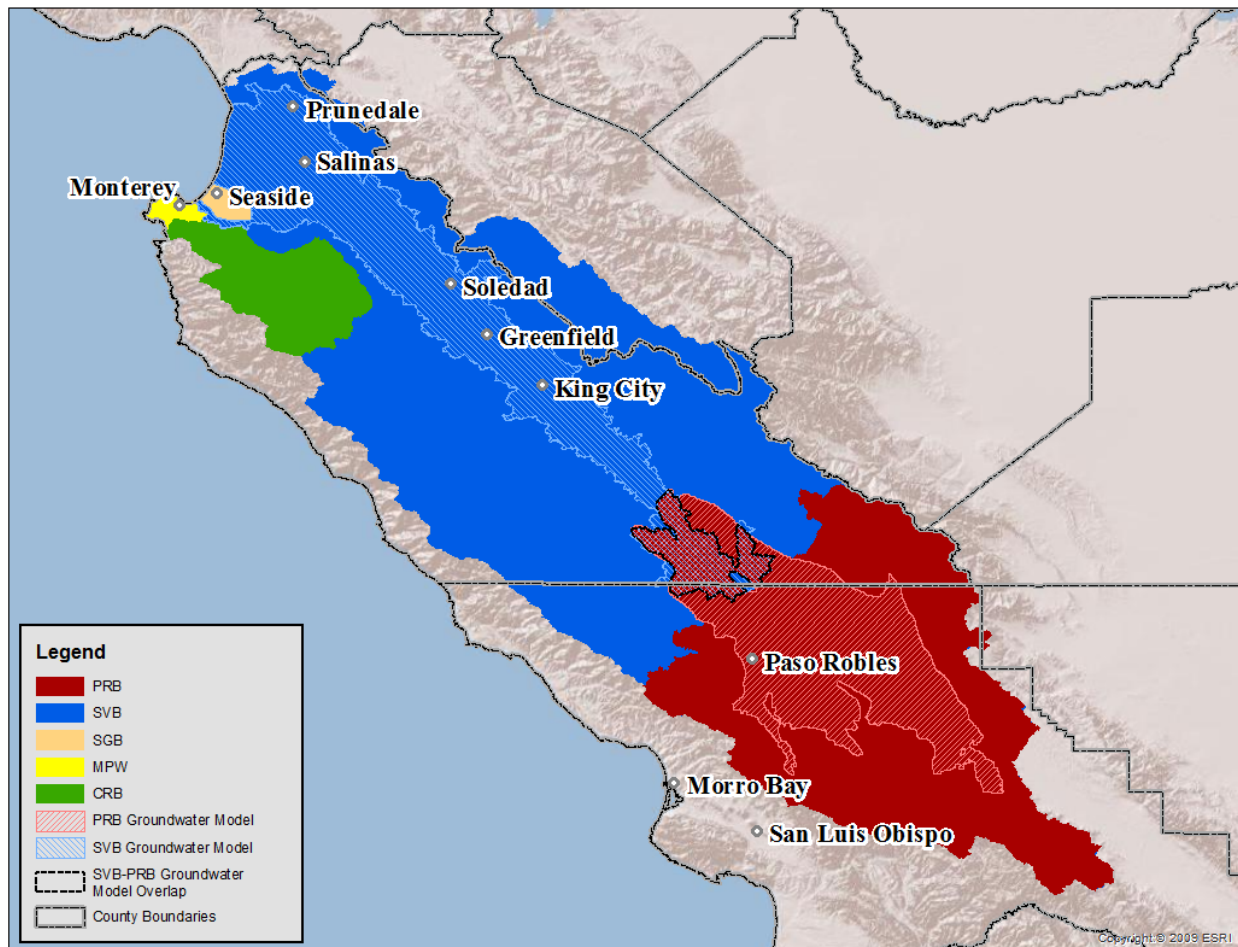 Prunedale
Salinas
Monterey
Seaside
Soledad
Greenfield
King City
Paso Robles
Morro Bay
San Luis Obispo
Legend
PRB
SVB
SGB
MPW
CRB
PRB Groundwater Model
SVB Groundwater Model
SVB-PRB Groundwater
Model Overlap
County Boundaries
Copyright:© 2009 ESRI